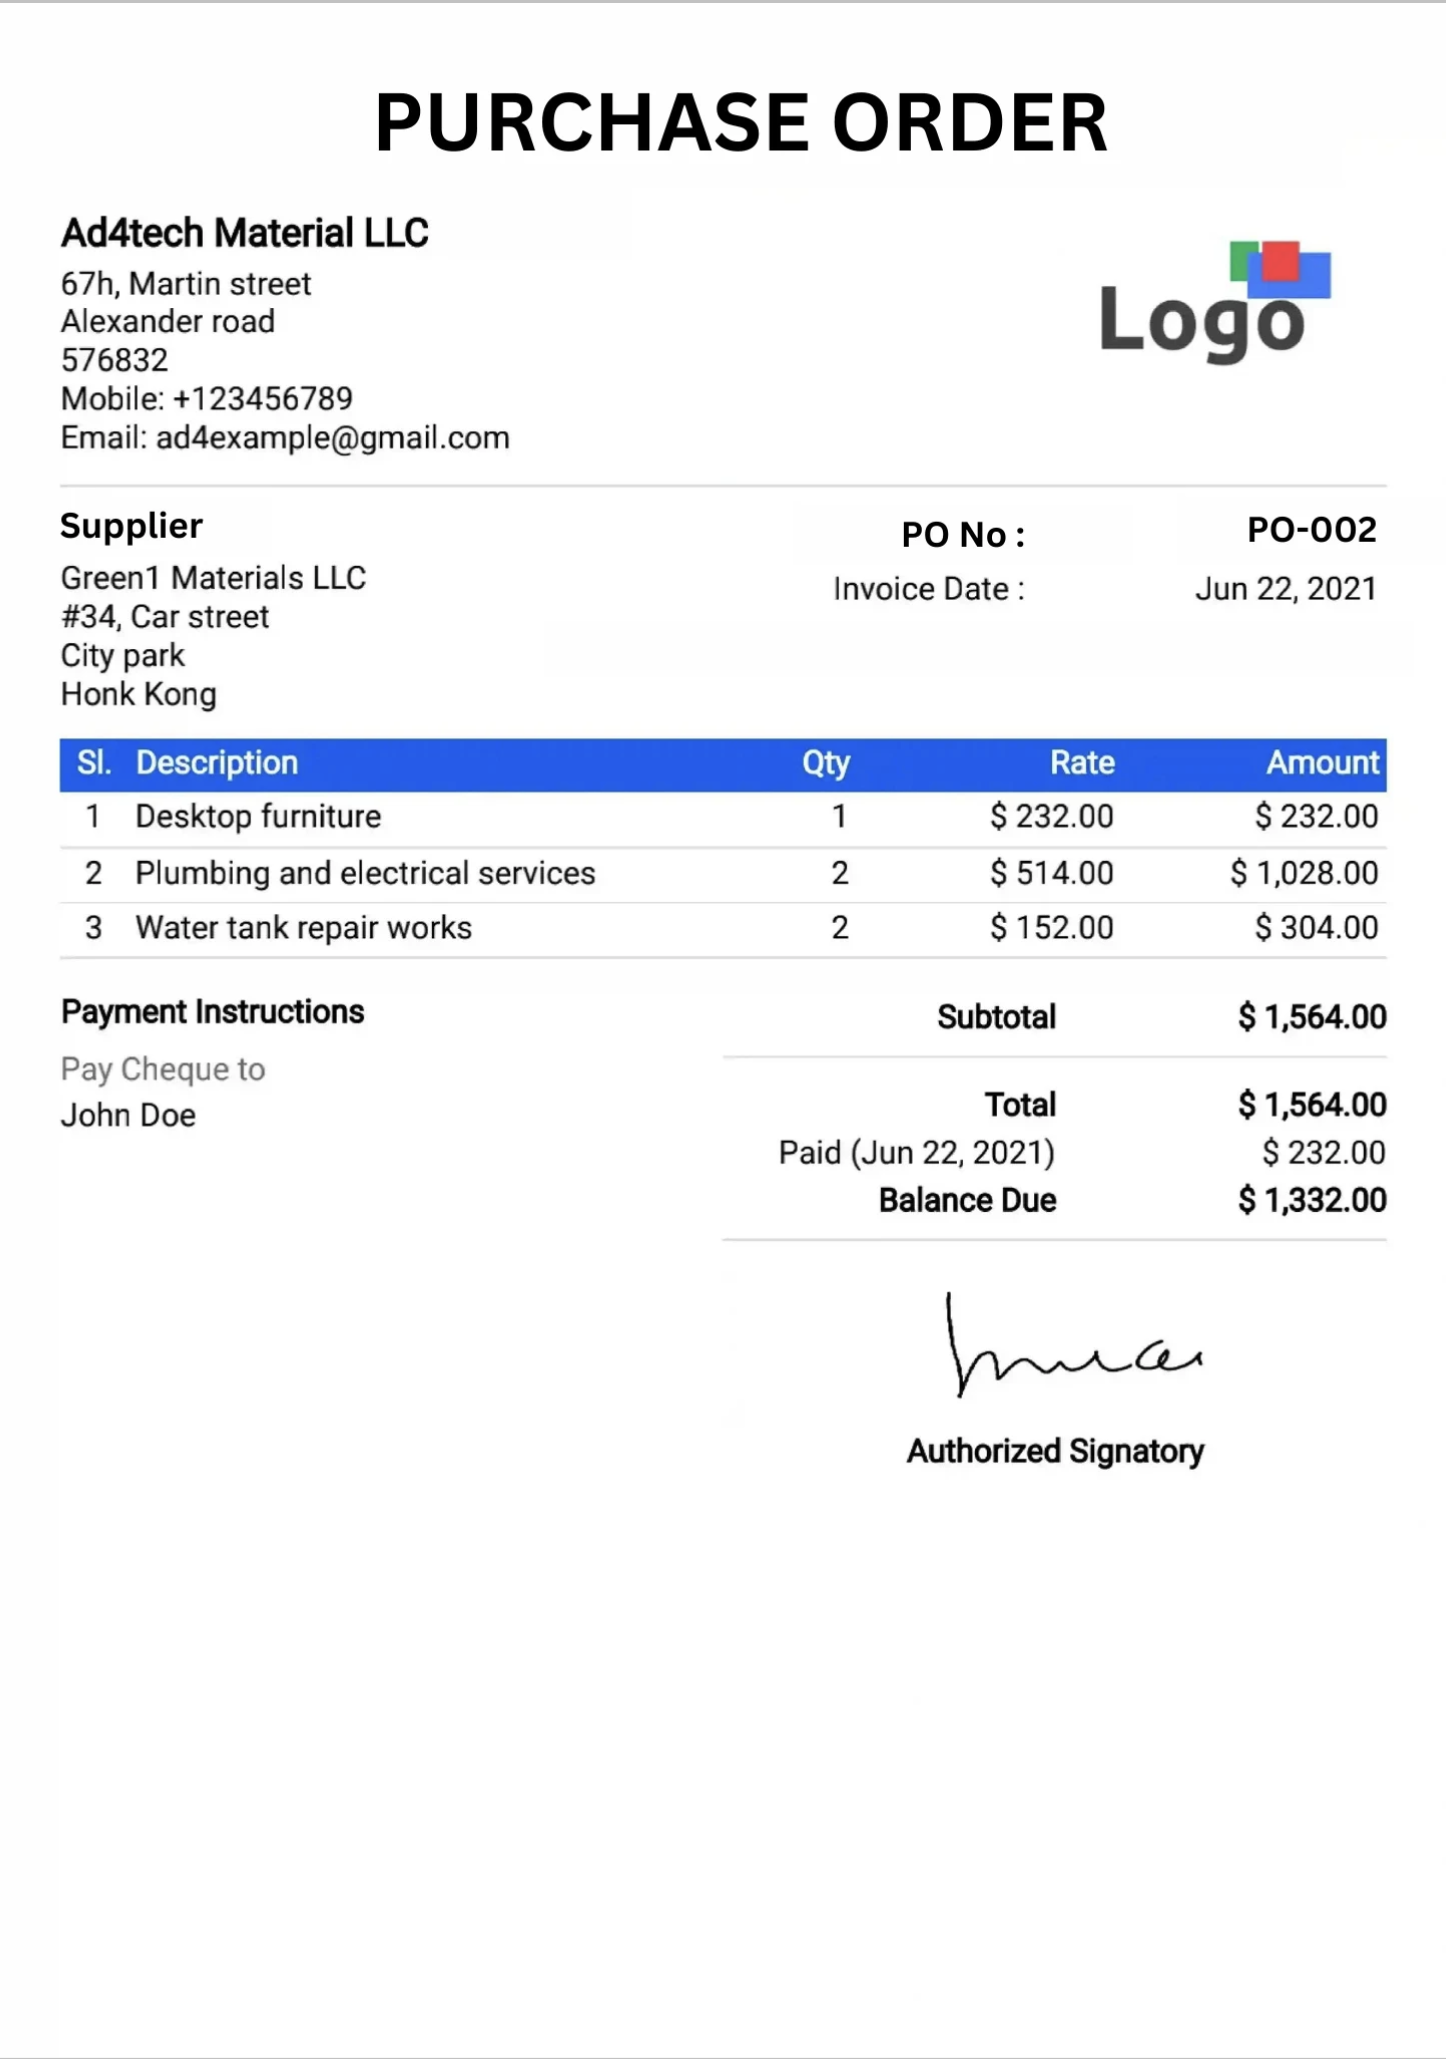 PURCHASE ORDER
Ad4tech Material LLC
67h, Martin street
Alexander road
576832
Mobile: +123456789
Email: ad4example@gmail.com
Logo
Supplier
Green1 Materials LLC
#34, Car street
City park
Honk Kong
PO No : PO-002
Invoice Date : Jun 22, 2021
Sl. Description Qty Rate Amount
1 Desktop furniture 1 $ 232.00 $ 232.00
2 Plumbing and electrical services 2 $ 514.00 $ 1,028.00
3 Water tank repair works 2 $ 152.00 $ 304.00
Payment Instructions
Pay Cheque to
John Doe
Subtotal $ 1,564.00
Total $ 1,564.00
Paid (Jun 22, 2021) $ 232.00
Balance Due $ 1,332.00
Authorized Signatory